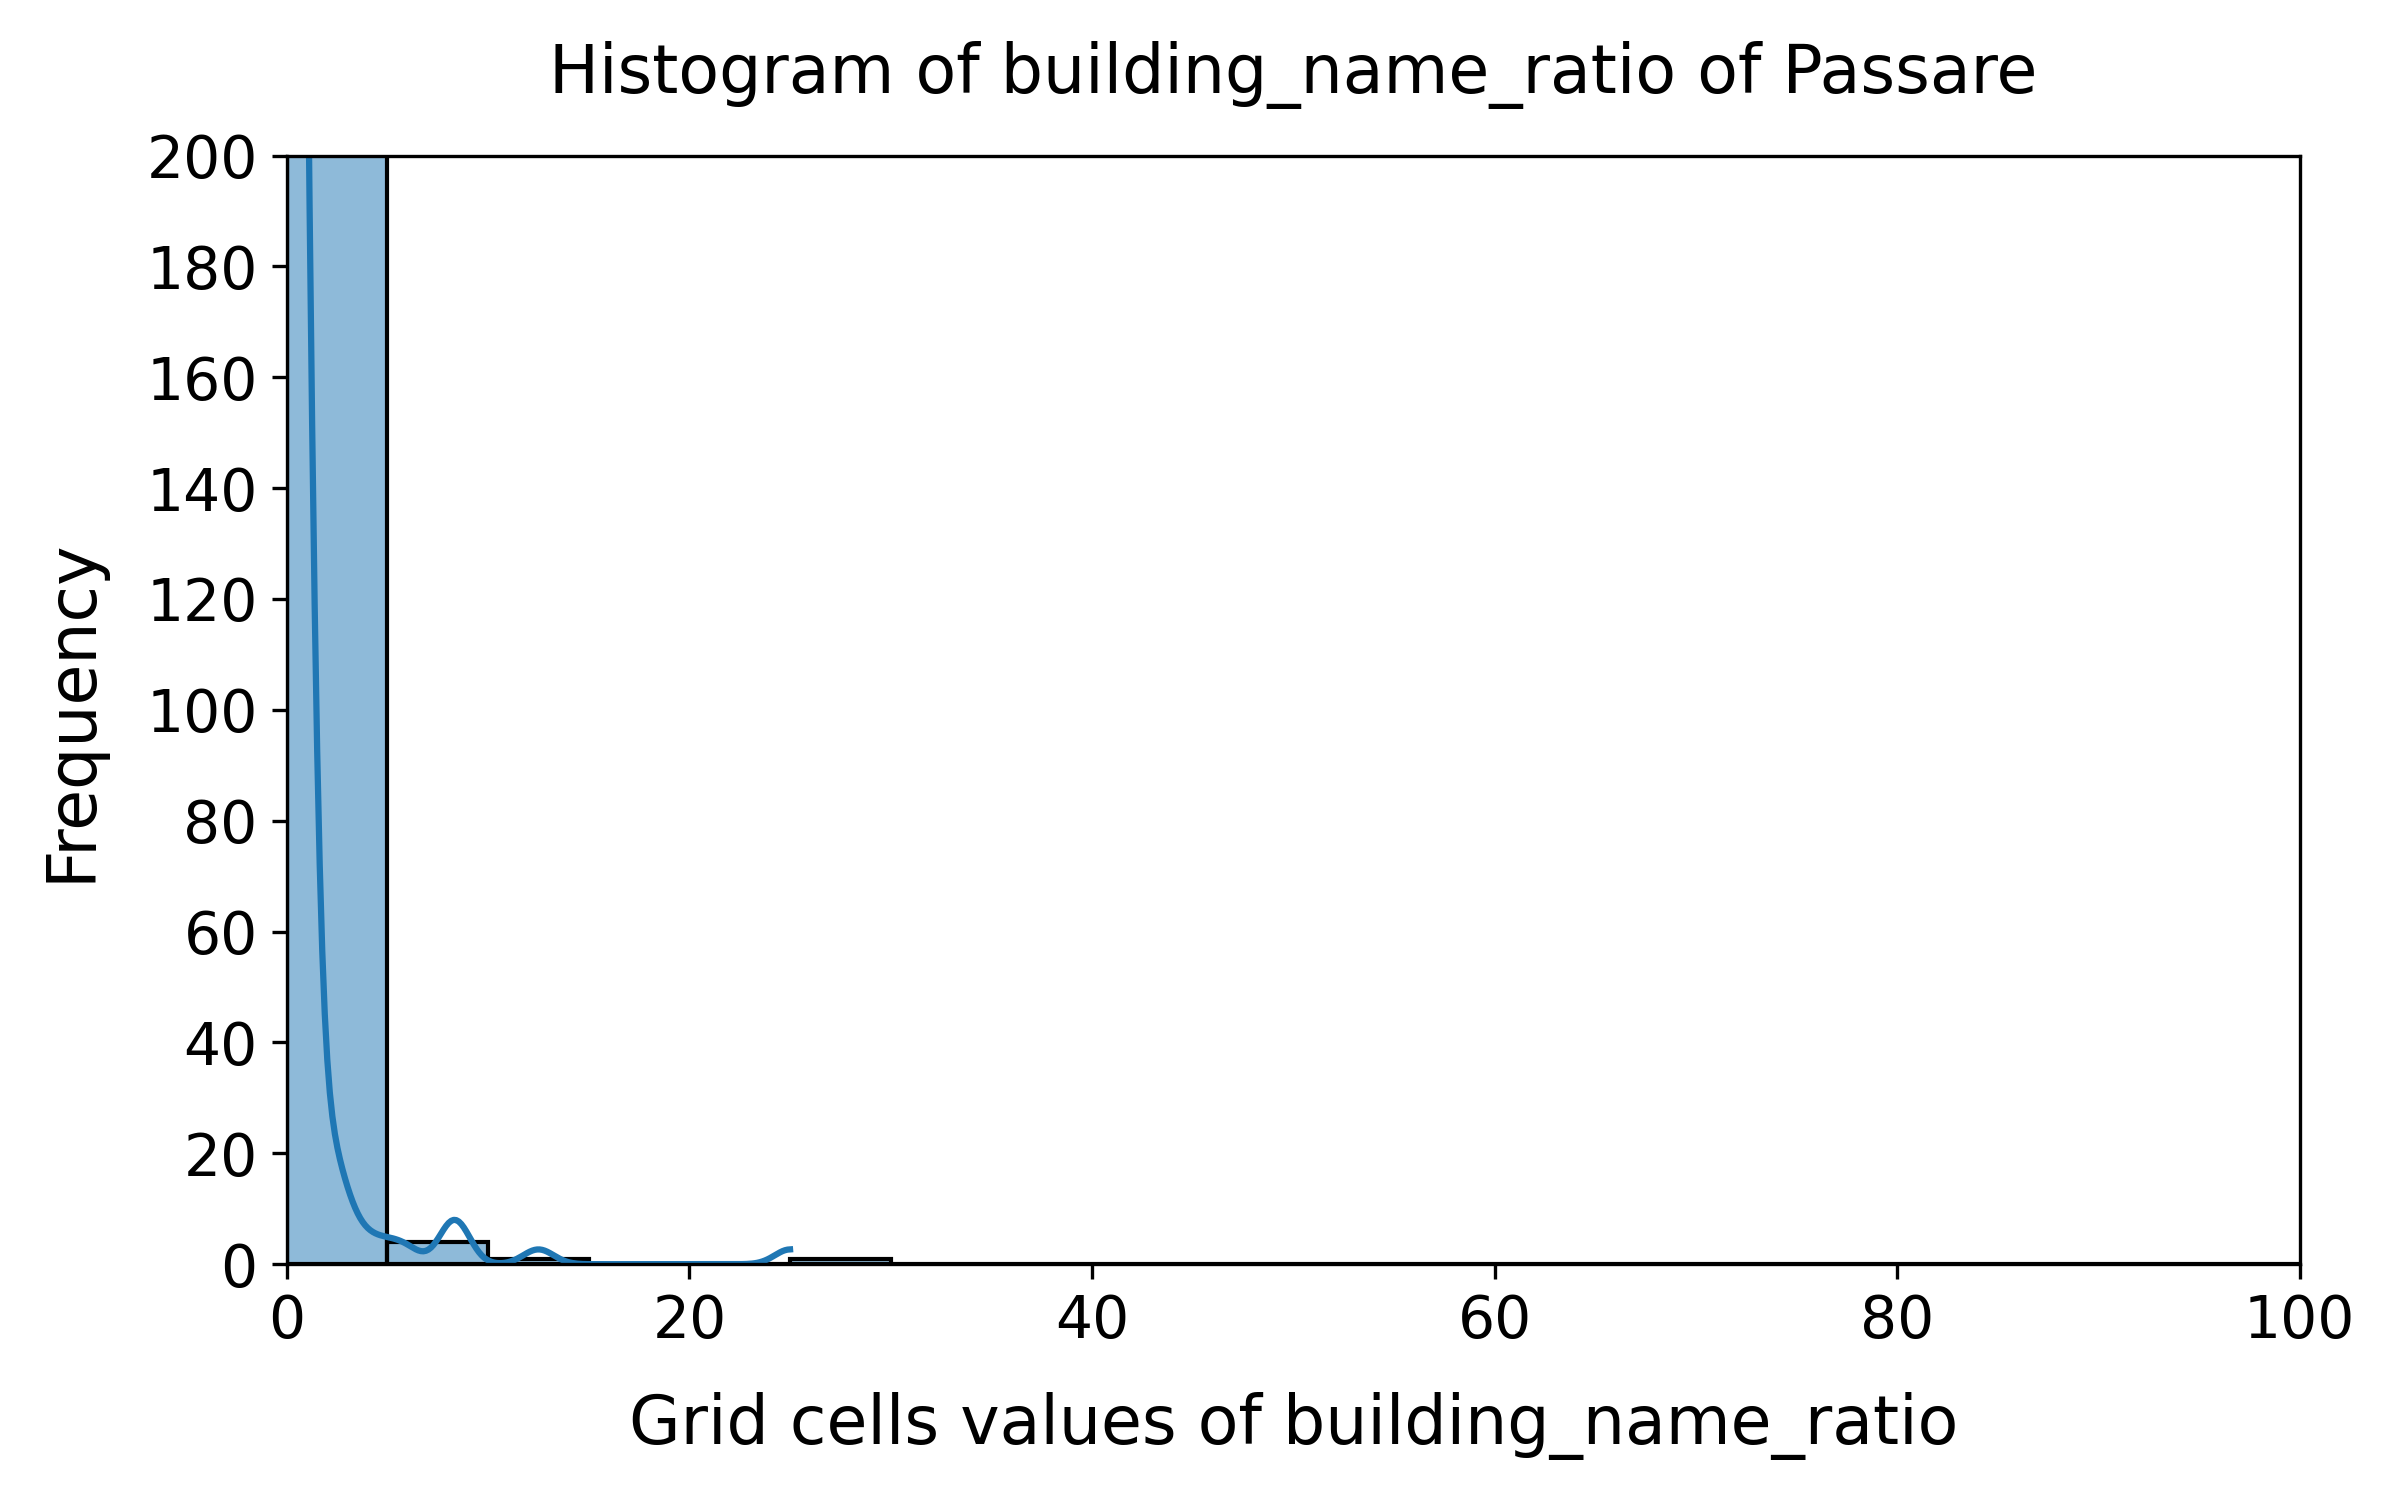 Histogram of building_name_ratio of Passare
200
180
160
140
120
100
80
60
40
20
0
Frequency
0 20 40 60 80 100
Grid cells values of building_name_ratio